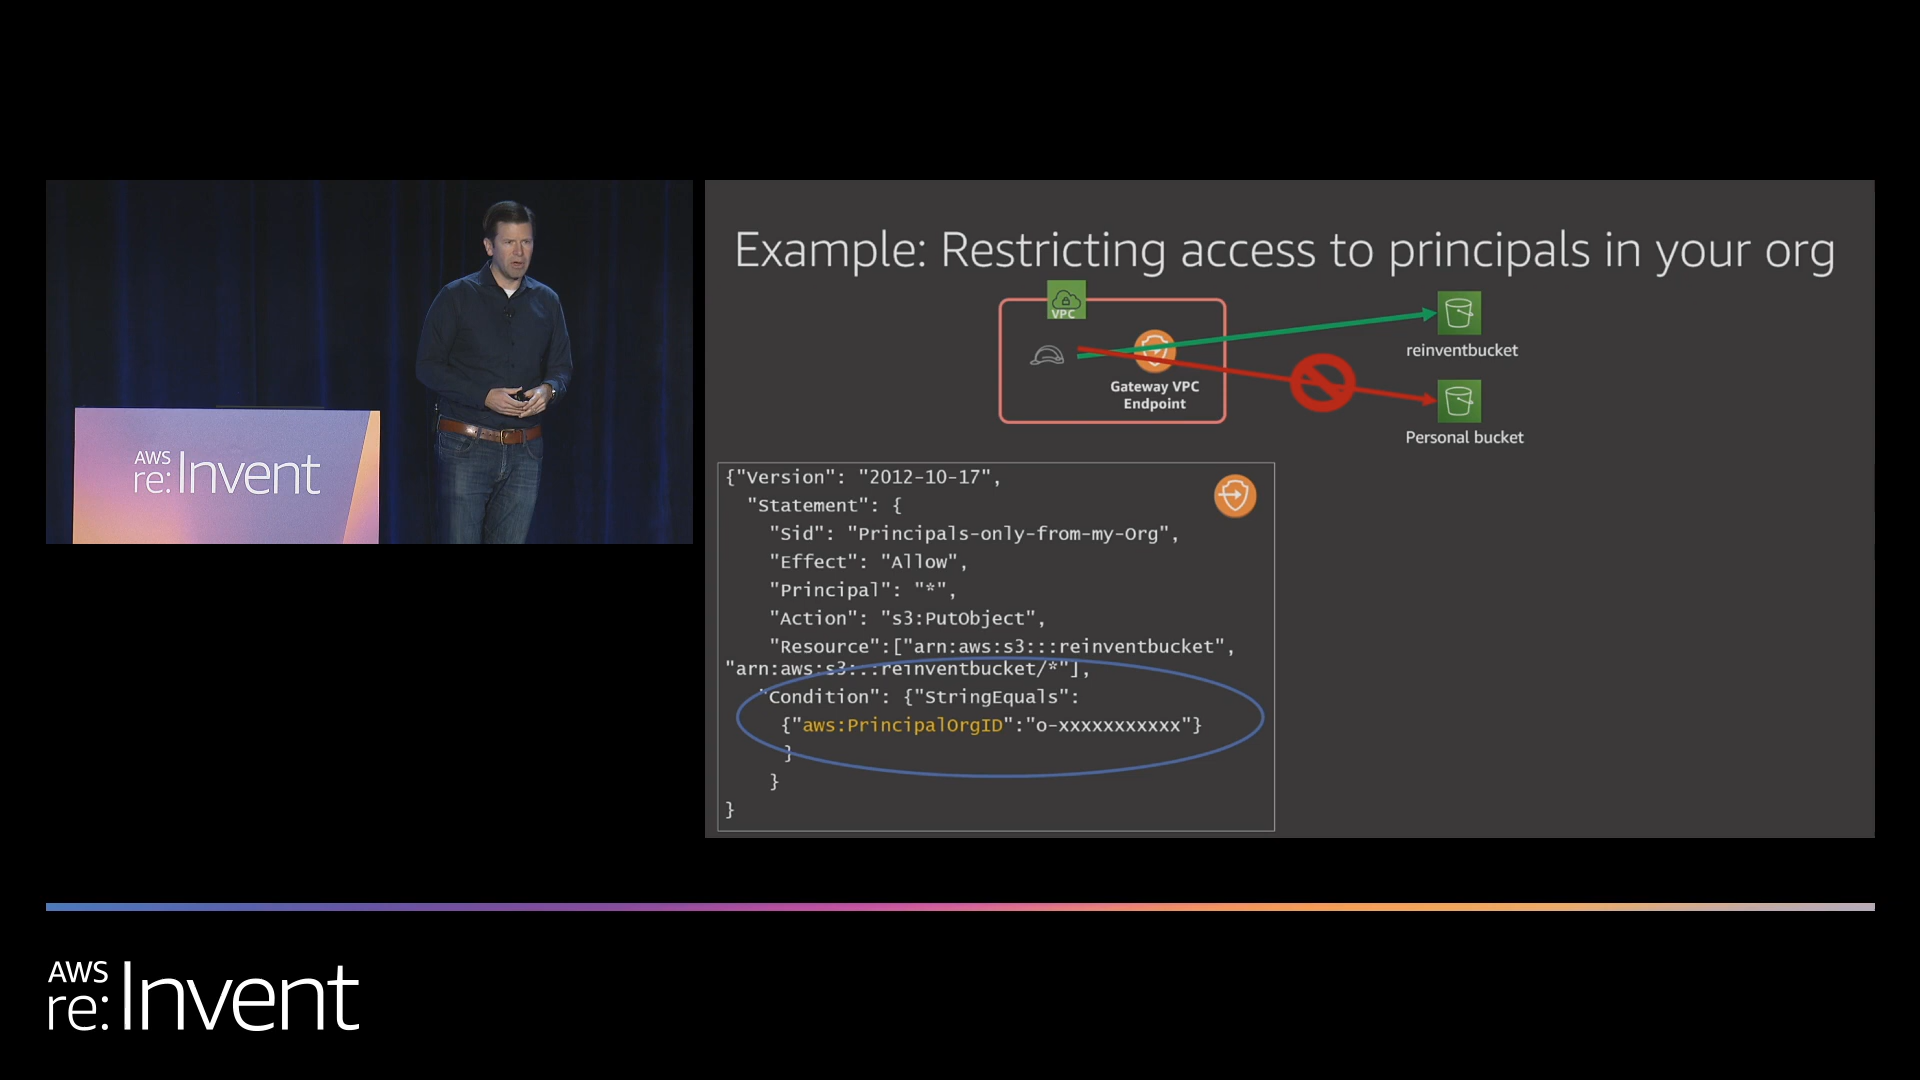 AWS
re:Invent
Example: Restricting access to principals in your org
VPC
Gateway VPC
Endpoint
reinventbucket
Personal bucket
{"Version": "2012-10-17",
"Statement": {
"Sid": "Principals-only-from-my-Org",
"Effect": "Allow",
"Principal": "*",
"Action": "s3:PutObject",
"Resource":["arn:aws:s3:::reinventbucket",
"arn:aws:s3:::reinventbucket/*"],
"Condition": {"StringEquals":
{"aws:PrincipalOrgID":"o-xxxxxxxxxxx"}
}
}
}
AWS
re:Invent